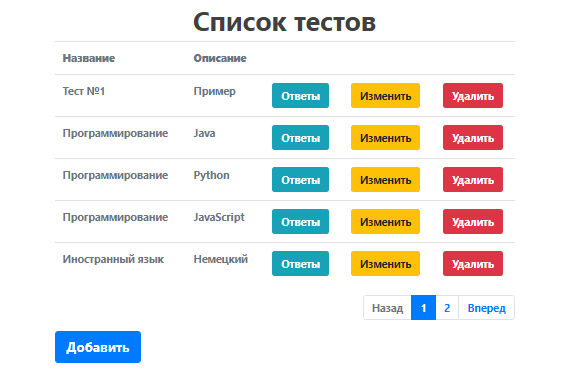 Список тестов
Название Описание
Тест №1 Пример Ответы Изменить Удалить
Программирование Java Ответы Изменить Удалить
Программирование Python Ответы Изменить Удалить
Программирование JavaScript Ответы Изменить Удалить
Иностранный язык Немецкий Ответы Изменить Удалить
Назад 1 2 Вперед
Добавить